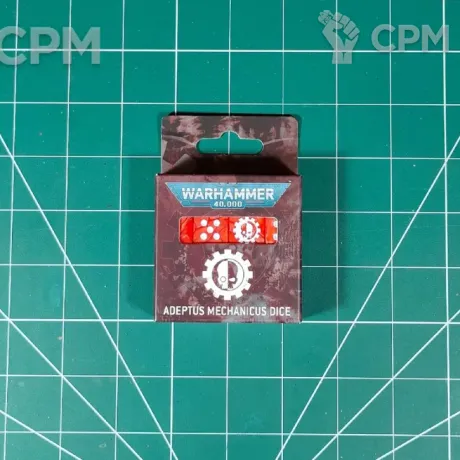 CPM
CPM
WARHAMMER
40,000
ADEPTUS MECHANICUS DICE